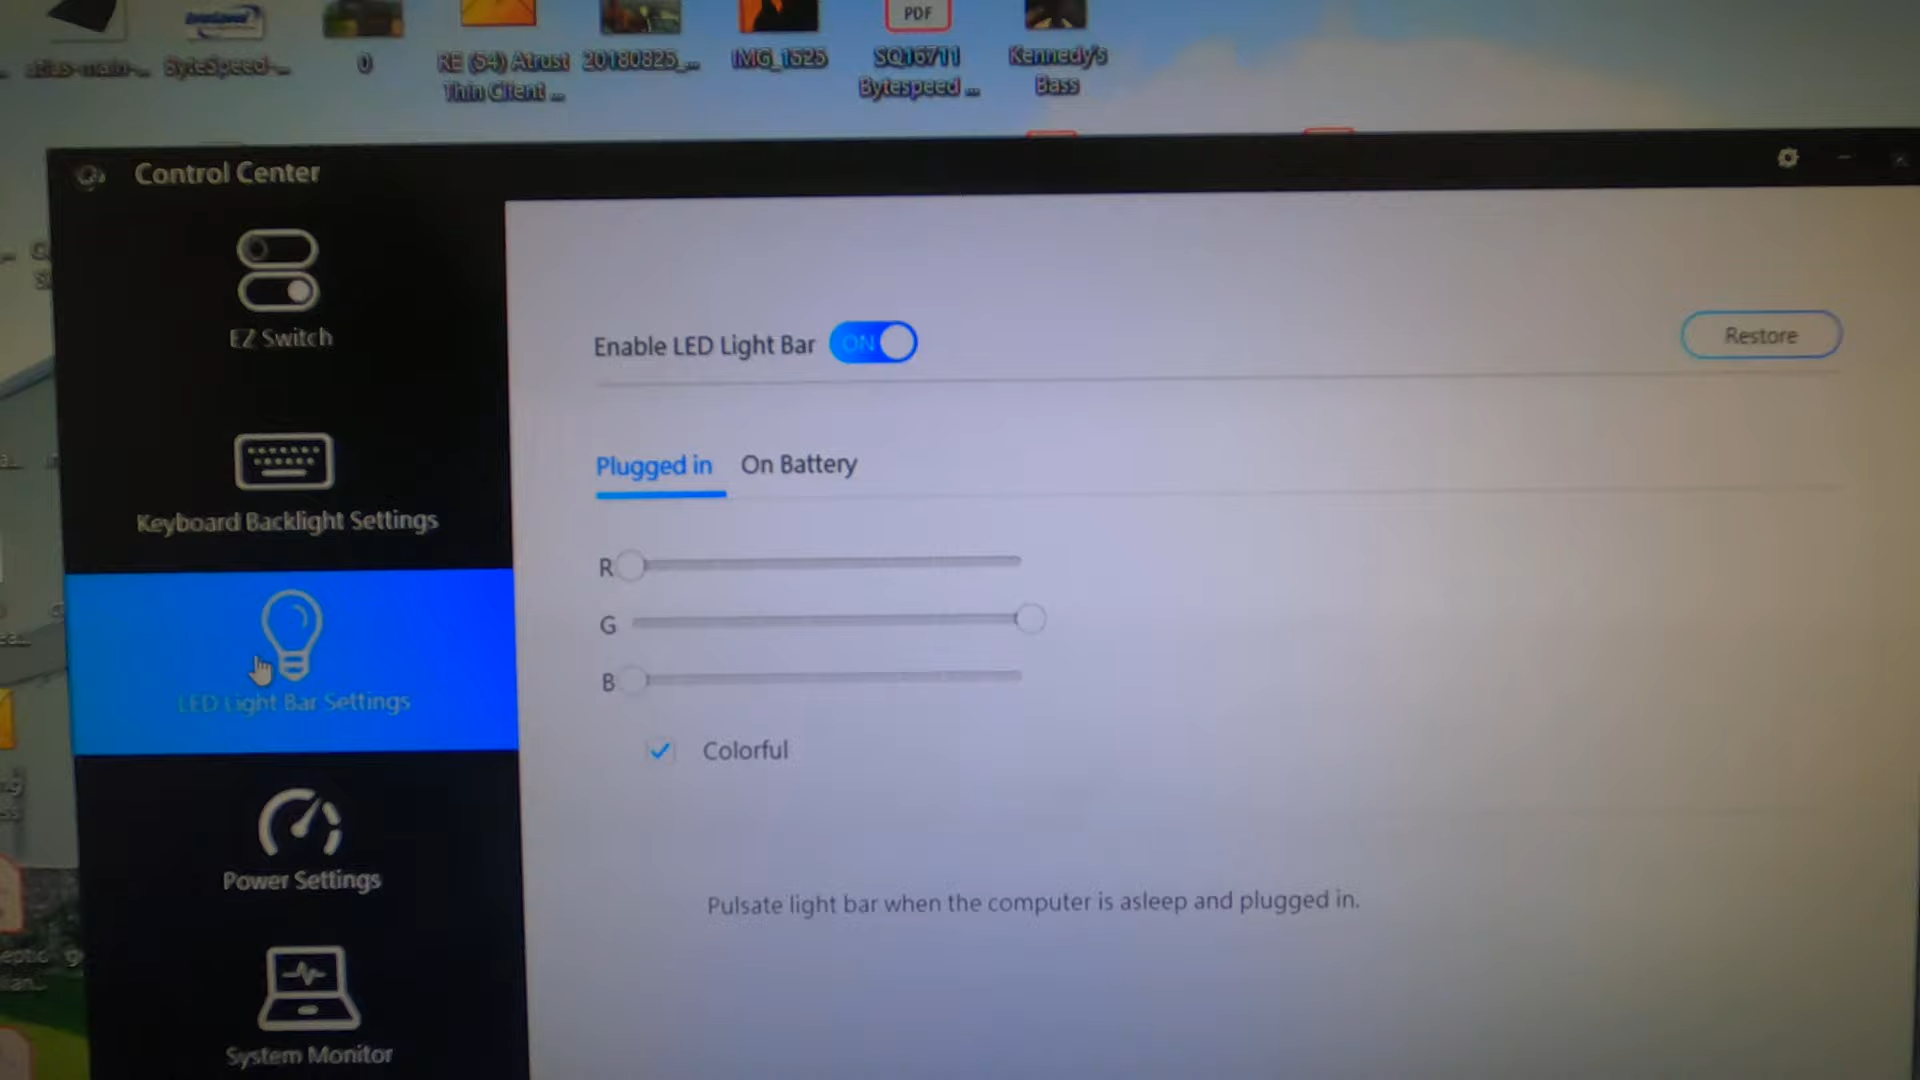 PDF
ByteSpeed-...
0
RE (54) Atrust
Thin Client ...
20180825_...
IMG_1525
SQ16711
Bytespeed ...
Kennedy's
Bass
Control Center
EZ Switch
Enable LED Light Bar ON
Restore
Keyboard Backlight Settings
Plugged in On Battery
R
G
B
LED Light Bar Settings
Colorful
Power Settings
Pulsate light bar when the computer is asleep and plugged in.
System Monitor